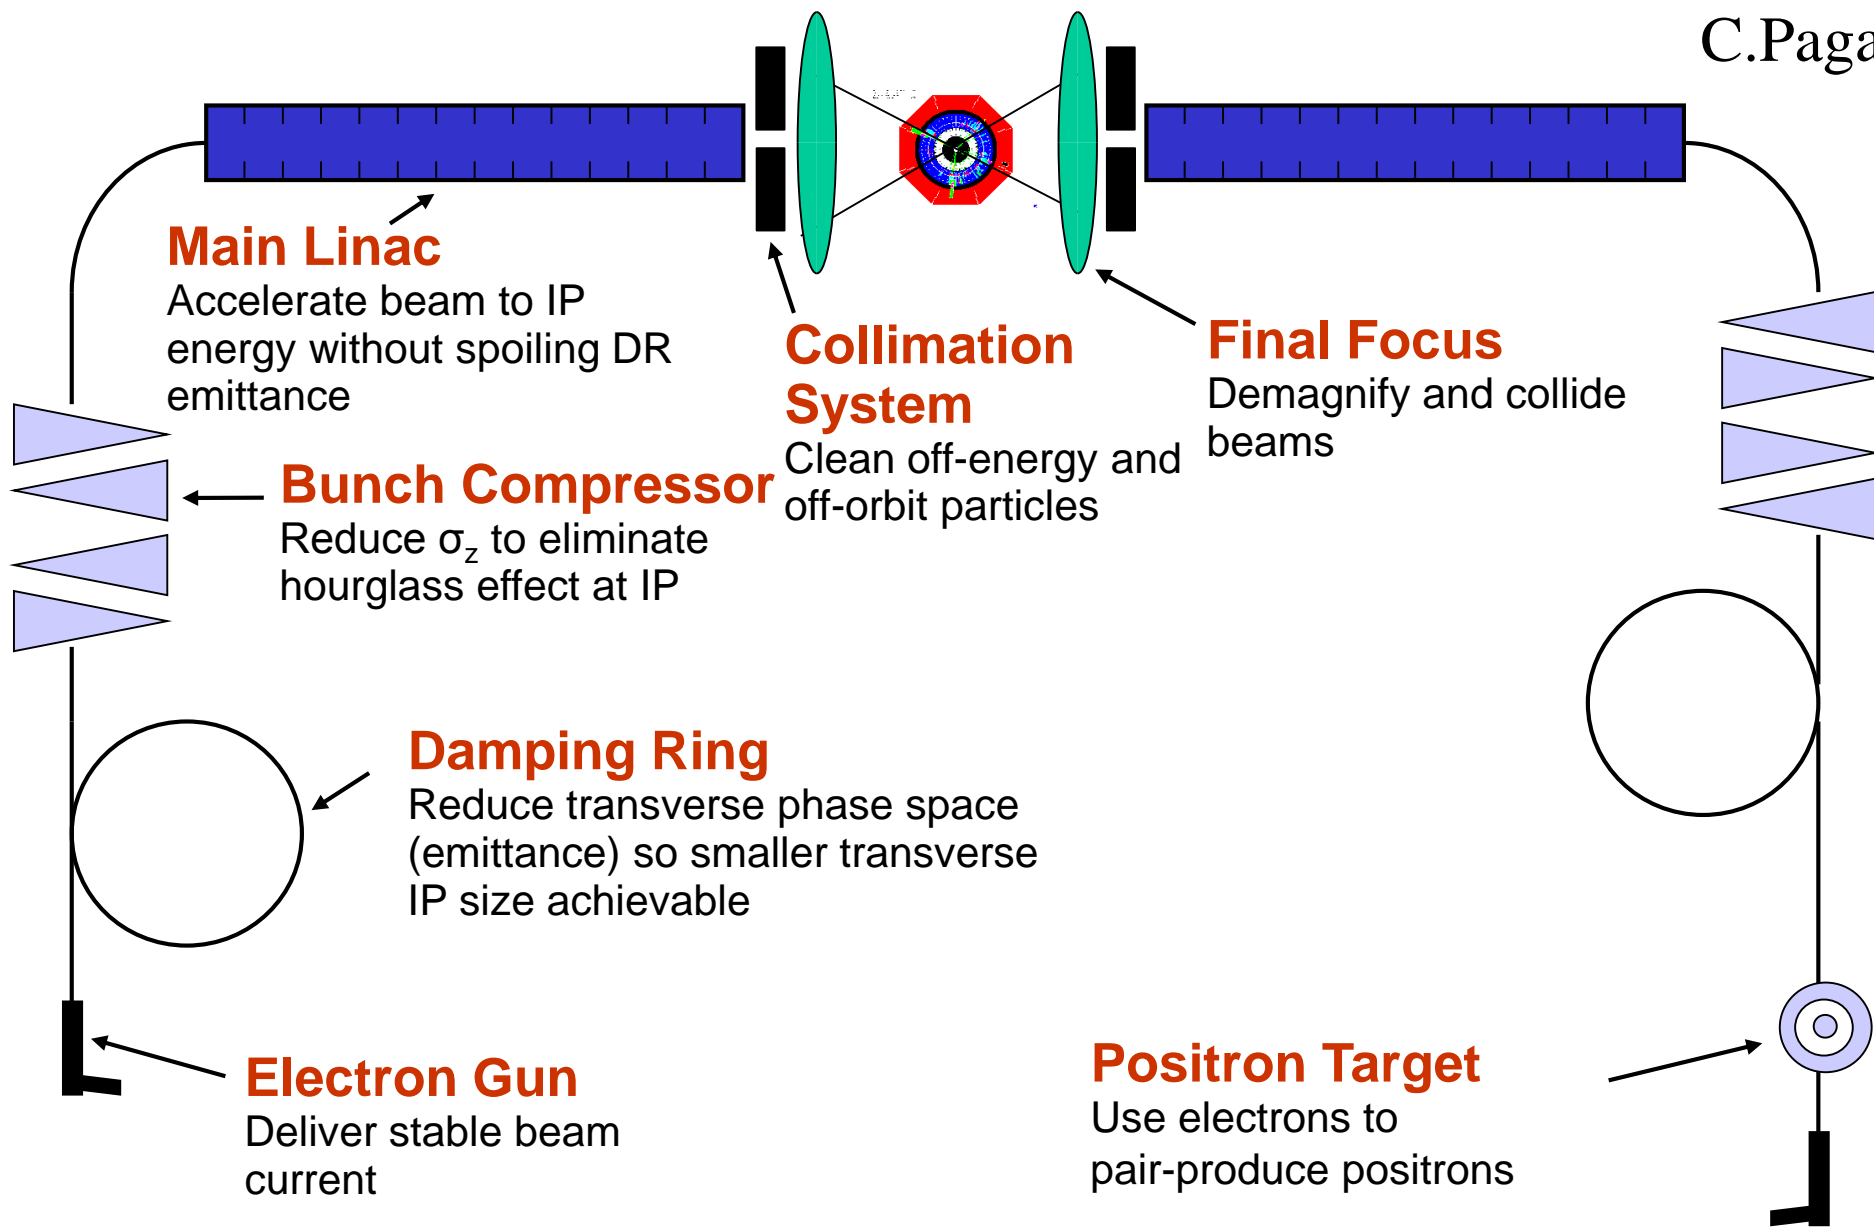 C.Paga
Main Linac
Accelerate beam to IP
energy without spoiling DR
emittance
Collimation
System
Clean off-energy and
off-orbit particles
Final Focus
Demagnify and collide
beams
Bunch Compressor
Reduce σz to eliminate
hourglass effect at IP
Damping Ring
Reduce transverse phase space
(emittance) so smaller transverse
IP size achievable
Electron Gun
Deliver stable beam
current
Positron Target
Use electrons to
pair-produce positrons